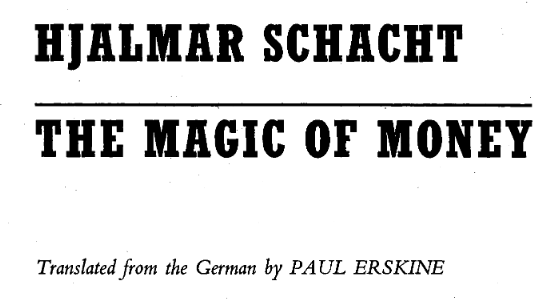 HJALMAR SCHACHT
THE MAGIC OF MONEY
Translated from the German by PAUL ERSKINE